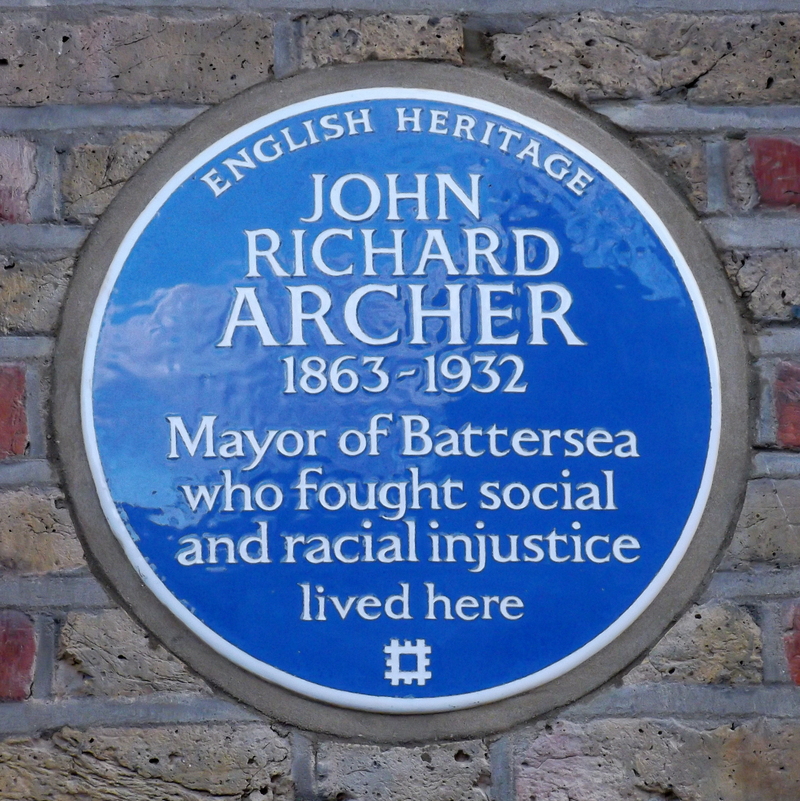 ENGLISH HERITAGE
JOHN
RICHARD
ARCHER
1863-1932
Mayor of Battersea
who fought social
and racial injustice
lived here